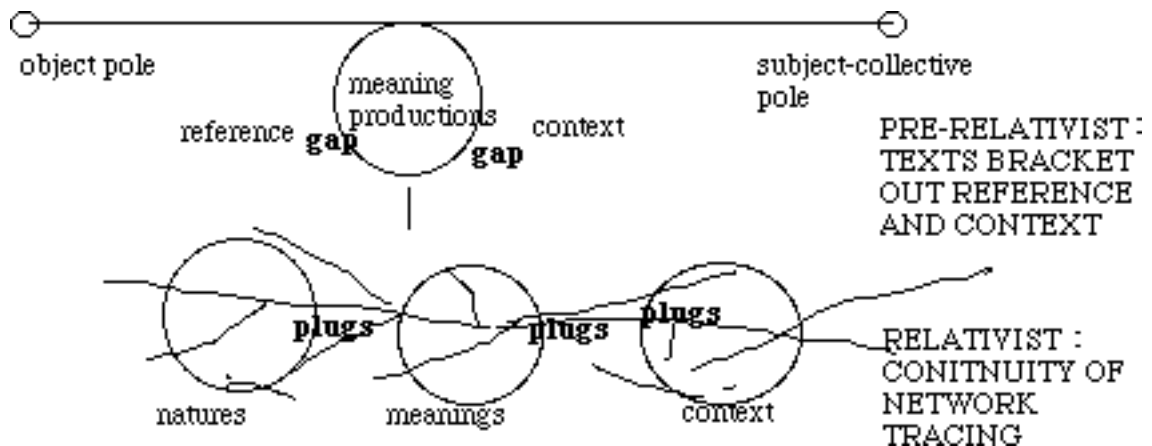 object pole
subject-collective
pole
meaning
productions
reference
gap
gap
context
PRE-RELATIVIST :
TEXTS BRACKET
OUT REFERENCE
AND CONTEXT
plugs
plugs
plugs
natures
meanings
context
RELATIVIST :
CONITNUITY OF
NETWORK
TRACING